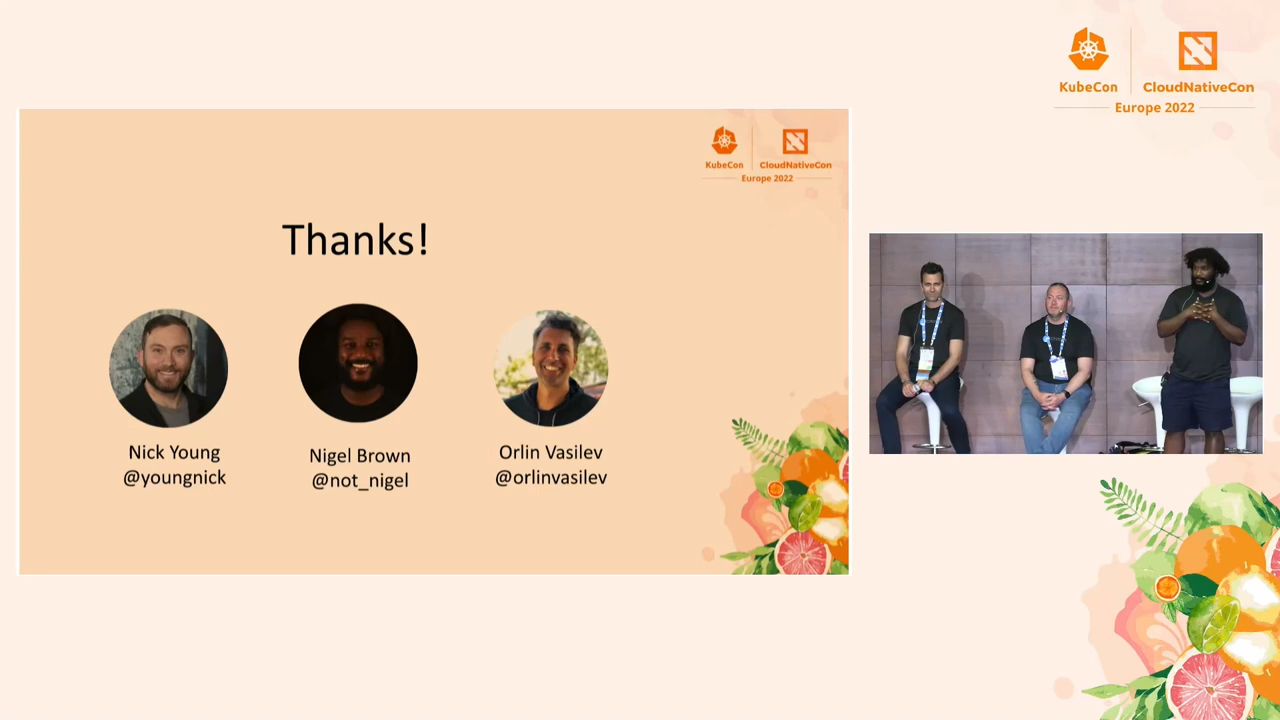 KubeCon
CloudNativeCon
Europe 2022
KubeCon
CloudNativeCon
Europe 2022
Thanks!
Nick Young
@youngnick
Nigel Brown
@not_nigel
Orlin Vasilev
@orlinvasilev